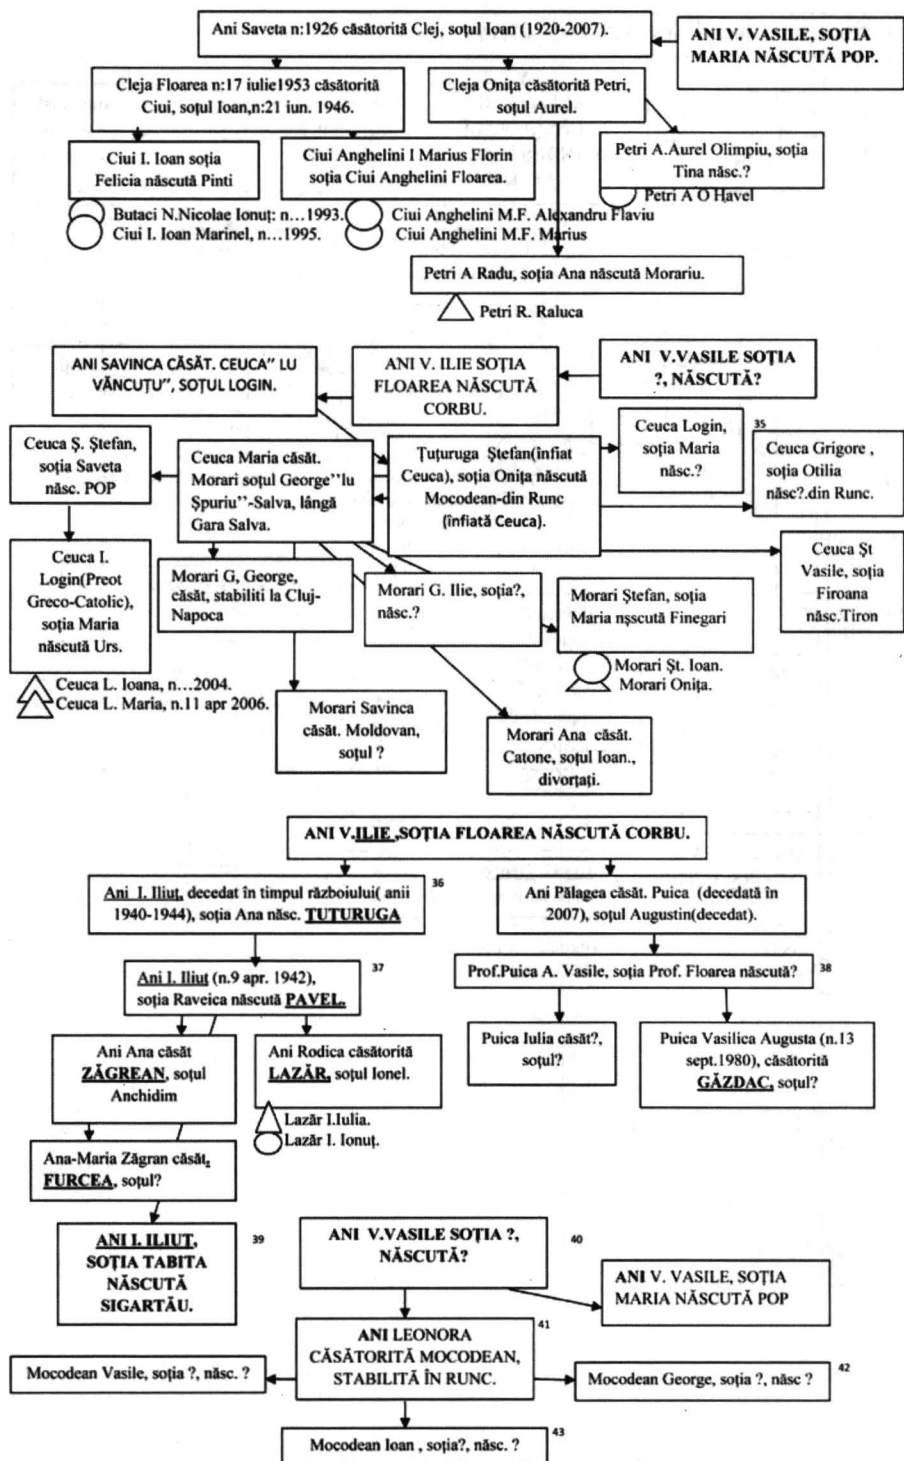 Ani Saveta n:1926 căsătorită Clej, soțul Ioan (1920-2007).
ANI V. VASILE, SOȚIA
MARIA NĂSCUTĂ POP.
Cleja Floarea n:17 iulie1953 căsătorită
Ciui, soțul Ioan,n:21 iun. 1946.
Cleja Onița căsătorită Petri,
soțul Aurel.
Ciui I. Ioan soția
Felicia născută Pinti
Ciui Anghelini I Marius Florin
soția Ciui Anghelini Floarea.
Petri A.Aurel Olimpiu, soția
Tina născ.?
Petri A O Havel
Butaci N.Nicolae Ionuț: n…1993.
Ciui I. Ioan Marinel, n…1995.
Ciui Anghelini M.F. Alexandru Flaviu
Ciui Anghelini M.F. Marius
Petri A Radu, soția Ana născută Morariu.
Petri R. Raluca
ANI SAVINCA CĂSĂT. CEUCA" LU
VĂNCUȚU", SOȚUL LOGIN.
ANI V. ILIE SOȚIA
FLOAREA NĂSCUTĂ
CORBU.
ANI V.VASILE SOȚIA
?, NĂSCUTĂ?
Ceuca Ș. Ștefan,
soția Saveta
născ. POP
Ceuca Maria căsăt.
Morari soțul George"lu
Șpuriu"-Salva, lângă
Gara Salva.
Țuțuruga Ștefan(înfiat
Ceuca), soția Onița născută
Mocodean-din Runc
(înfiată Ceuca).
Ceuca Login,
soția Maria
născ.?
35
Ceuca Grigore ,
soția Otilia
născ?.din Runc.
Ceuca Șt
Vasile, soția
Firoana
născ.Tiron
Ceuca I.
Login(Preot
Greco-Catolic),
soția Maria
născută Urs.
Morari G, George,
căsăt, stabiliti la Cluj-
Napoca
Morari G. Ilie, soția?,
născ.?
Morari Ștefan, soția
Maria nșscută Finegari
Morari Șt. Ioan.
Morari Onița.
Ceuca L. Ioana, n…2004.
Ceuca L. Maria, n.11 apr 2006.
Morari Savinca
căsăt. Moldovan,
soțul ?
Morari Ana căsăt.
Catone, soțul Ioan.,
divorțați.
ANI V.ILIE ,SOȚIA FLOAREA NĂSCUTĂ CORBU.
Ani I. Iliuț, decedat în timpul războiului( anii
1940-1944), soția Ana născ. TUTURUGA
36
Ani Pălagea căsăt. Puica (decedată în
2007), soțul Augustin(decedat).
Ani I. Iliuț (n.9 apr. 1942),
soția Raveica născută PAVEL.
37
Prof.Puica A. Vasile, soția Prof. Floarea născută?
38
Ani Ana căsăt
ZĂGREAN, soțul
Anchidim
Ani Rodica căsătorită
LAZĂR, soțul Ionel.
Puica Iulia căsăt?,
soțul?
Puica Vasilica Augusta (n.13
sept.1980), căsătorită
GĂZDAC, soțul?
Lazăr I.Iulia.
Lazăr I. Ionuț.
Ana-Maria Zăgran căsăt,
FURCEA, soțul?
ANI I. ILIUȚ,
SOȚIA TABITA
NĂSCUTĂ
SIGARTĂU.
39
ANI V.VASILE SOȚIA ?,
NĂSCUTĂ?
40
ANI V. VASILE, SOȚIA
MARIA NĂSCUTĂ POP
ANI LEONORA
CĂSĂTORITĂ MOCODEAN,
STABILITĂ ÎN RUNC.
41
Mocodean Vasile, soția ?, născ. ?
Mocodean George, soția ?, născ ?
42
Mocodean Ioan , soția?, născ. ?
43